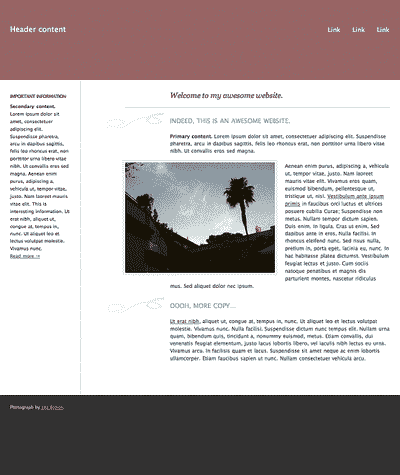 Header content
Link Link Link
IMPORTANT INFORMATION
Secondary content.
Lorem ipsum dolor sit
amet, consectetuer
adipiscing elit.
Suspendisse pharetra,
arcu in dapibus sagittis,
felis rhoncus erat, non
porttitor urna libero vitae
nibh. Ut convallis eros
sed magna. Aenean enim
purus, adipiscing a,
vehicula ut, tempor vitae,
justo. Nam laoreet
mauris vitae elit. This is
interesting information. Ut
erat nibh, aliquet ut,
congue at, tempus in,
nunc. Ut aliquet leo et
lectus volutpat molestie.
Vivamus nunc.
Read more
Welcome to my awesome website.
INDEED, THIS IS AN AWESOME WEBSITE.
Primary content. Lorem ipsum dolor sit amet, consectetuer adipiscing elit. Suspendisse
pharetra, arcu in dapibus sagittis, felis rhoncus erat, non porttitor urna libero vitae
nibh. Ut convallis eros sed magna.
Aenean enim purus, adipiscing a, vehicula
ut, tempor vitae, justo. Nam laoreet
mauris vitae elit. Vivamus eros quam,
euismod bibendum, pellentesque ut,
tristique ut, nisl. Vestibulum ante ipsum
primis in faucibus orci luctus et ultrices
posuere cubilia Curae; Suspendisse non
metus. Nullam tempor dictum sapien.
Duis enim. In ligula. Cras ut enim. Sed
dapibus ante in eros. Nulla facilisi. In
rhoncus eleifend nunc. Sed risus nulla,
pretium in, porta eget, lacinia eu, nunc. In
hac habitasse platea dictumst. Vestibulum
feugiat lectus et justo. Cum sociis
natoque penatibus et magnis dis
parturient montes, nascetur ridiculus
mus. Sed aliquet dolor nec ipsum.
OOOH, MORE COPY...
Ut erat nibh, aliquet ut, congue at, tempus in, nunc. Ut aliquet leo et lectus volutpat
molestie. Vivamus nunc. Nulla facilisi. Suspendisse dictum nunc tempus elit. Nullam urna
quam, bibendum quis, tincidunt a, nonummy euismod, metus. Etiam convallis, dui
venenatis feugiat elementum, justo lacus lobortis libero, vel iaculis nibh lectus eu urna.
Vivamus arcu. In facilisis quam et lacus. Suspendisse sit amet neque ac enim lobortis
ullamcorper. Etiam faucibus sapien ut nunc. Nullam consectetuer vehicula arcu.
Photograph by